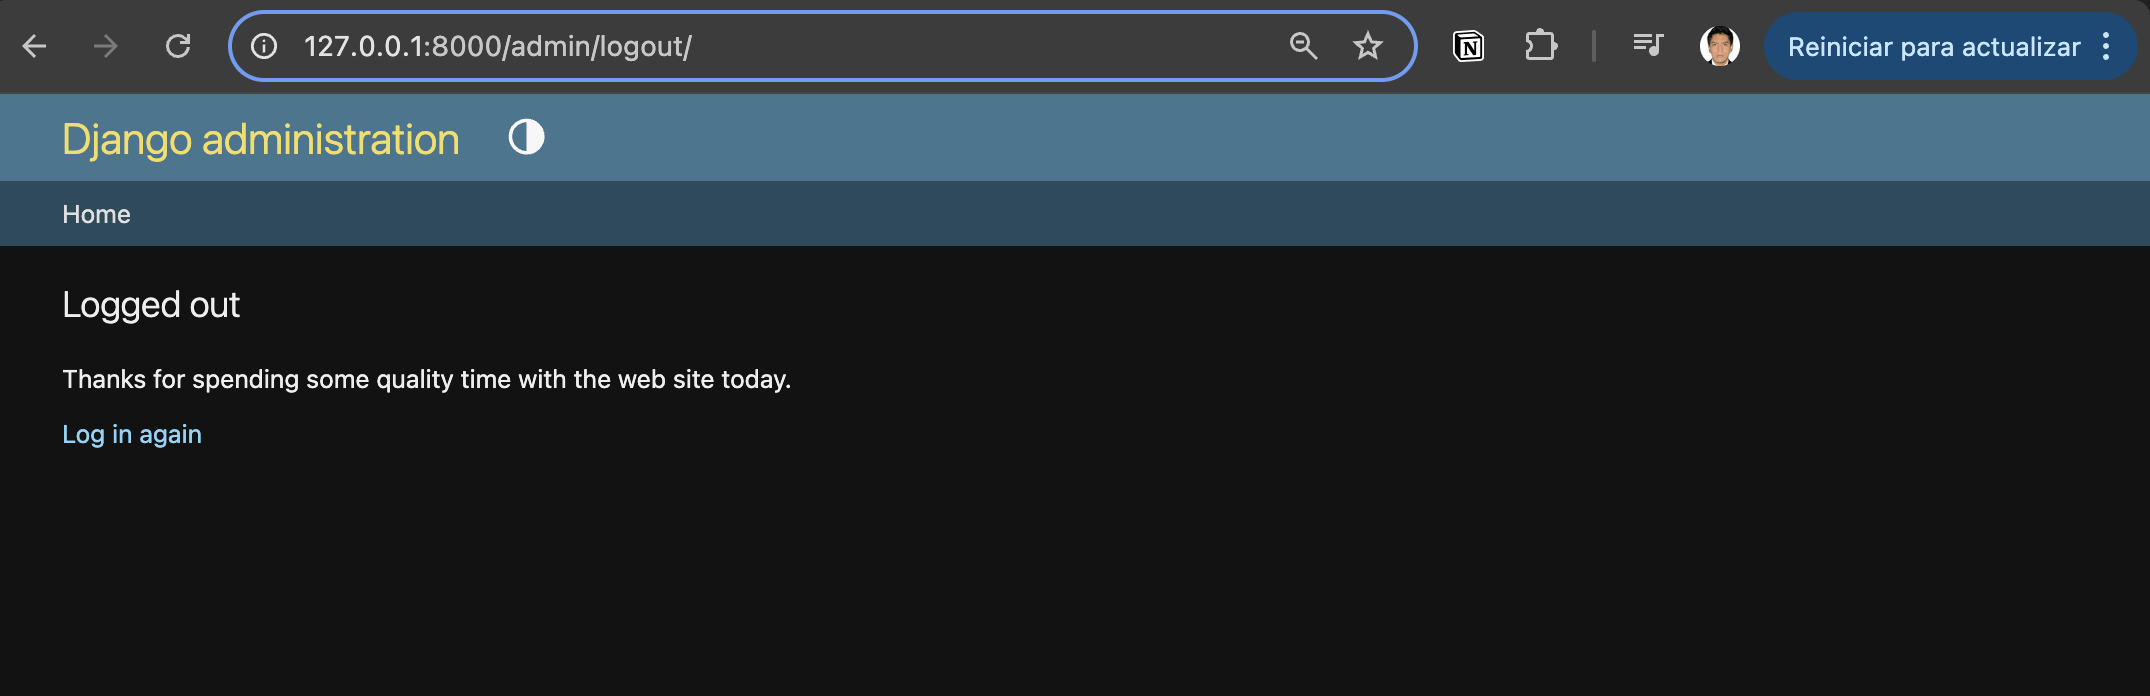 127.0.0.1:8000/admin/logout/
N
Reiniciar para actualizar
Django administration
Home
Logged out
Thanks for spending some quality time with the web site today.
Log in again